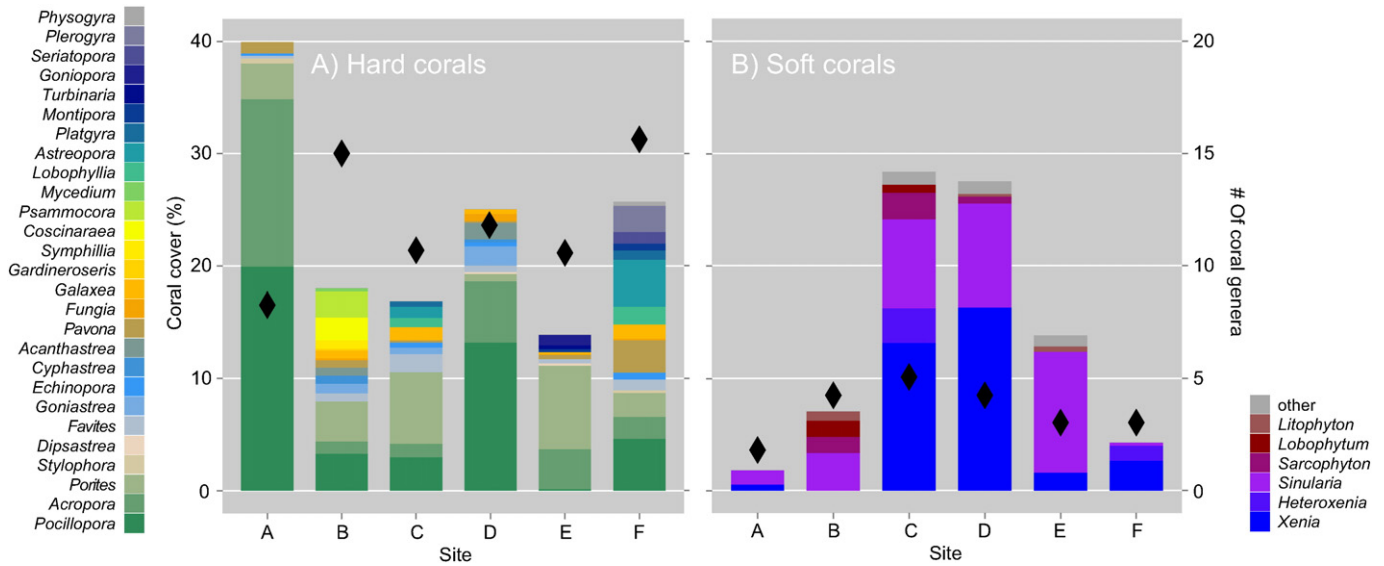 Physogyra
Plerogyra
Seriatopora
Goniopora
Turbinaria
Montipora
Platgyra
Astreopora
Lobophyllia
Mycedium
Psammocora
Coscinaraea
Symphillia
Gardineroseris
Galaxea
Fungia
Pavona
Acanthastrea
Cyphastrea
Echinopora
Goniastrea
Favites
Dipsastrea
Stylophora
Porites
Acropora
Pocillopora
Coral cover (%)
40
30
20
10
0
A) Hard corals
A B C D E F
Site
B) Soft corals
A B C D E F
Site
20
15
10
5
0
# Of coral genera
other
Litophyton
Lobophytum
Sarcophyton
Sinularia
Heteroxenia
Xenia